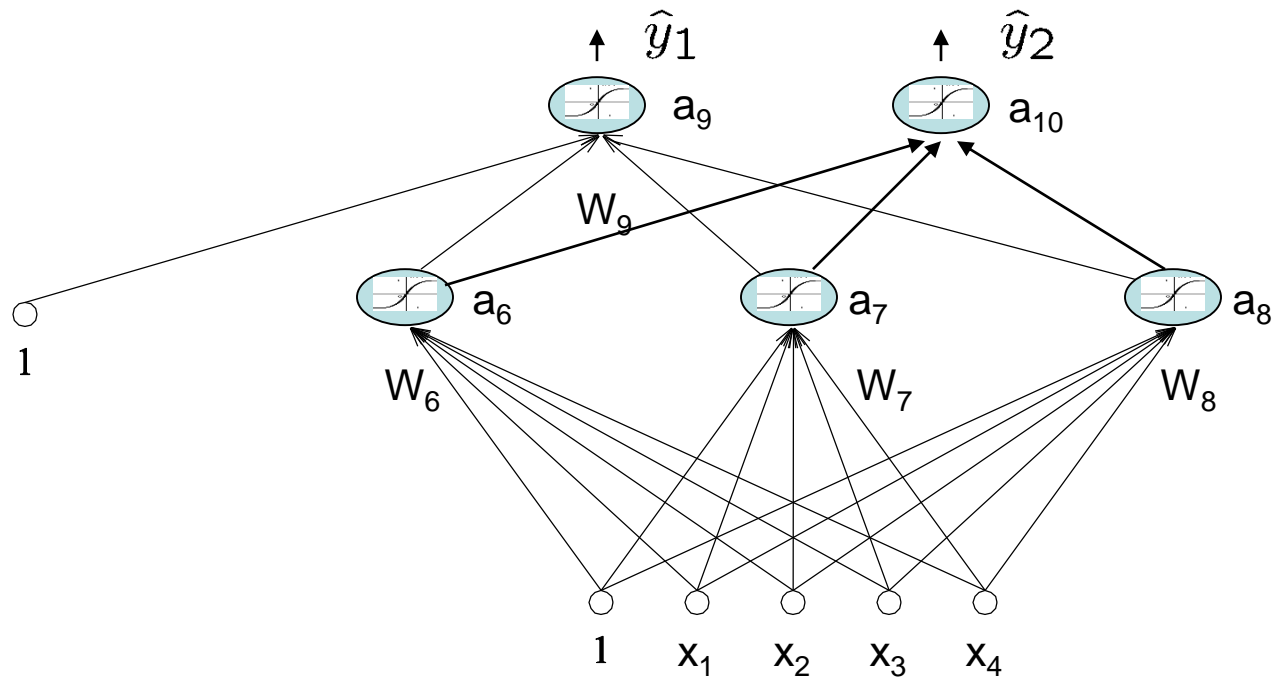 ŷ1 ŷ2
a₉ a₁₀
W₉
a₆ a₇ a₈
1
W₆ W₇ W₈
1 x₁ x₂ x₃ x₄